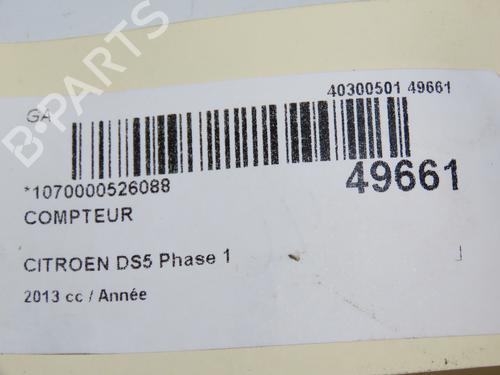 B-PARTS
40300501 49661
GA
*1070000526088
49661
COMPTEUR
CITROEN DS5 Phase 1
2013 cc / Année